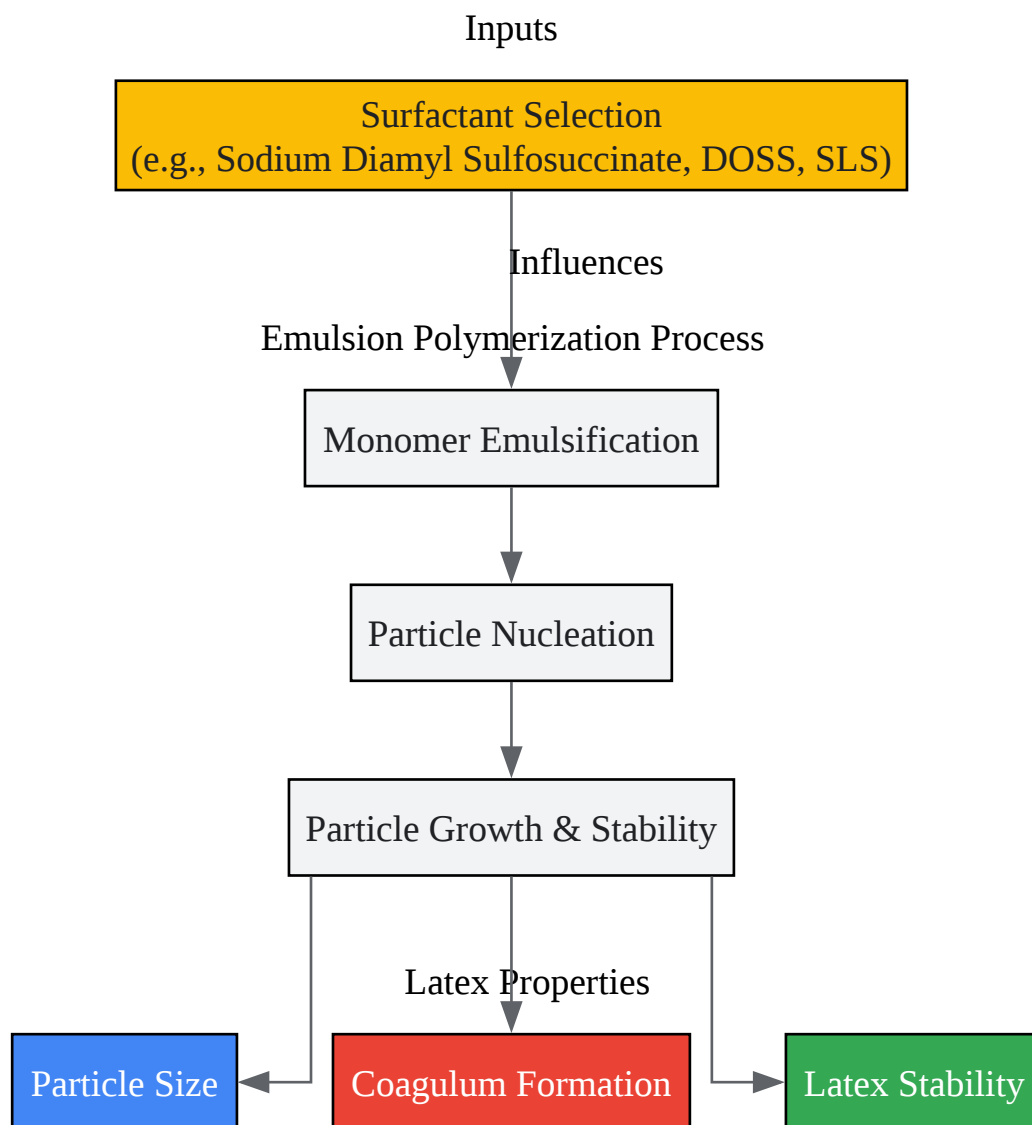 Inputs
Surfactant Selection
(e.g., Sodium Diamyl Sulfosuccinate, DOSS, SLS)
Influences
Emulsion Polymerization Process
Monomer Emulsification
Particle Nucleation
Particle Growth & Stability
Latex Properties
Particle Size
Coagulum Formation
Latex Stability